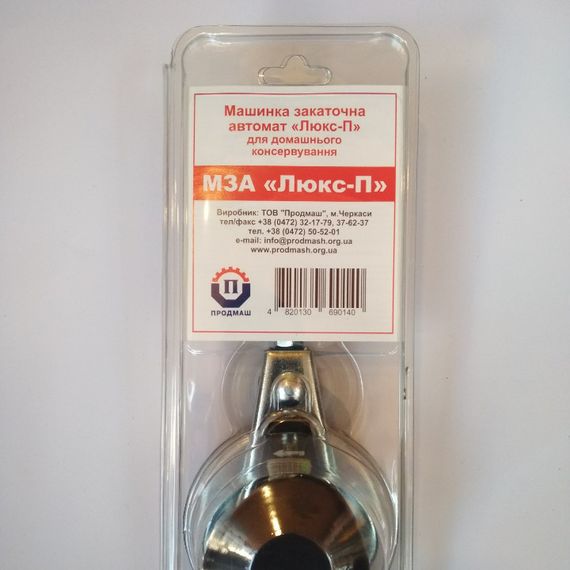 Машинка закаточна
автомат «Люкс-П»
для домашнього
консервування
МЗА «Люкс-П»
Виробник: ТОВ "Продмаш", м.Черкаси
тел/факс +38 (0472) 32-17-79, 37-62-37
тел. +38 (0472) 50-52-01
e-mail: info@prodmash.org.ua
www.prodmash.org.ua
П
ПРОДМАШ
4 820130 690140